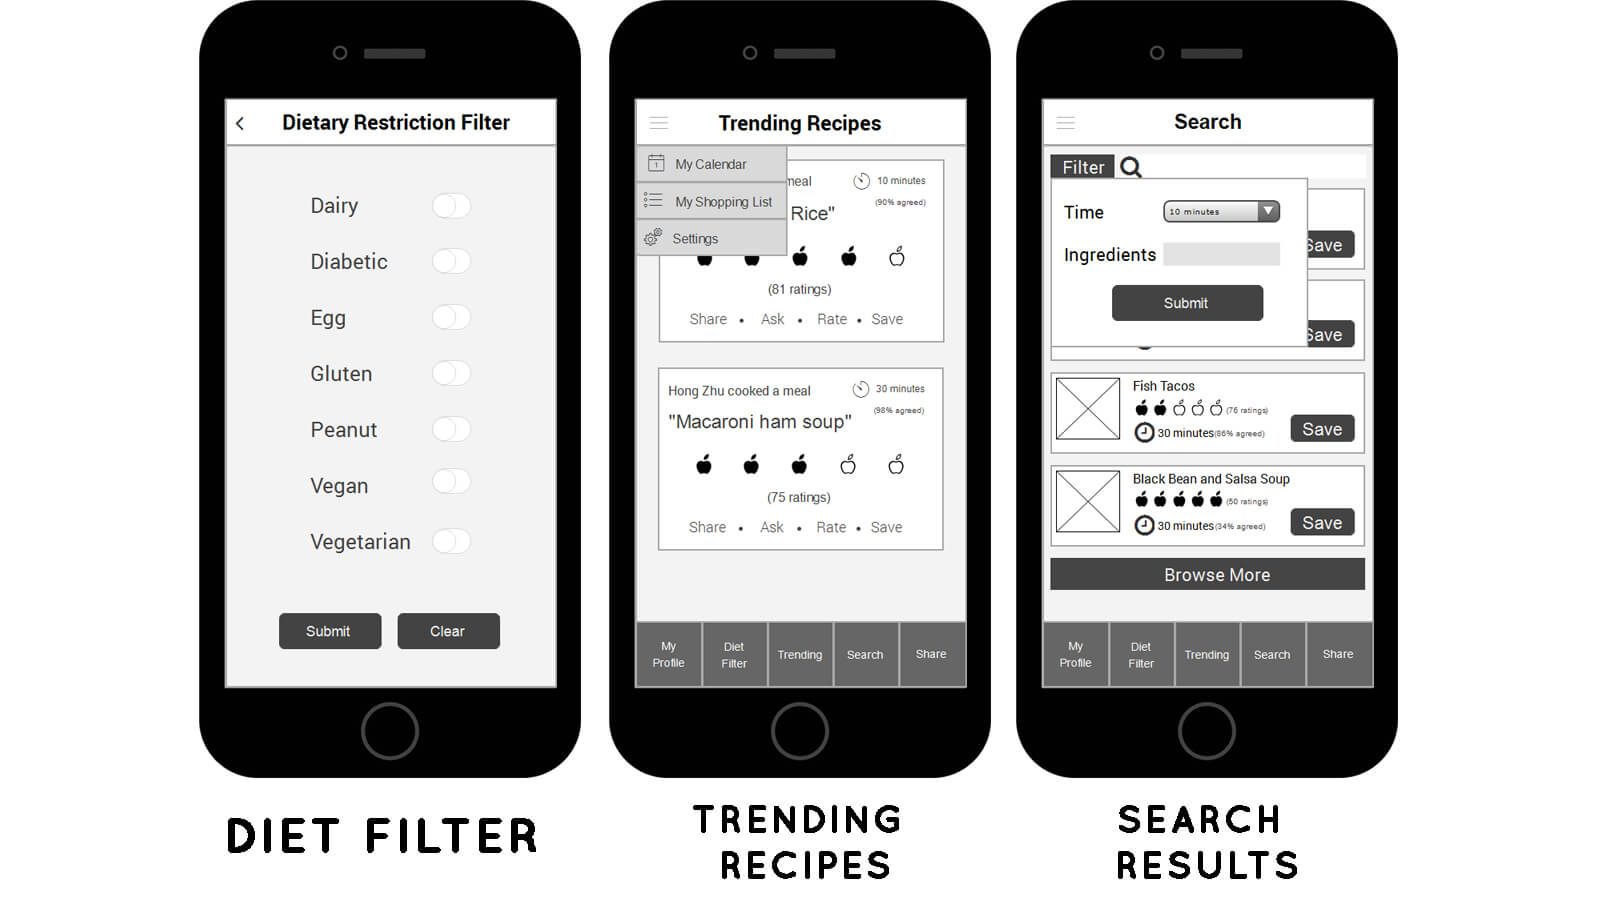 Dietary Restriction Filter
Dairy
Diabetic
Egg
Gluten
Peanut
Vegan
Vegetarian
Submit Clear
DIET FILTER
Trending Recipes
My Calendar
My Shopping List
Settings
meal 10 minutes
(90% agreed)
Rice"
(81 ratings)
Share • Ask • Rate • Save
Hong Zhu cooked a meal 30 minutes
(98% agreed)
"Macaroni ham soup"
(75 ratings)
Share • Ask • Rate • Save
My Profile Diet Filter Trending Search Share
TRENDING
RECIPES
Search
Filter
Time 10 minutes
Ingredients
Submit
Save
Save
Fish Tacos
(76 ratings)
30 minutes(86% agreed)
Save
Black Bean and Salsa Soup
(50 ratings)
30 minutes(34% agreed)
Save
Browse More
My Profile Diet Filter Trending Search Share
SEARCH
RESULTS